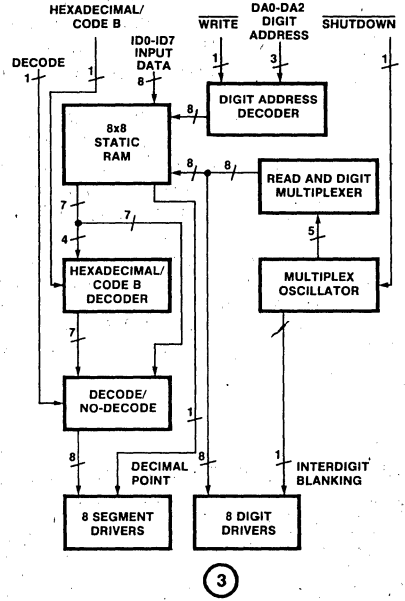 HEXADECIMAL/
CODE B
ID0-ID7
INPUT
DATA
WRITE
DA0-DA2
DIGIT
ADDRESS
SHUTDOWN
DECODE
1
1
8
1
3
1
8x8
STATIC
RAM
8
DIGIT ADDRESS
DECODER
8
8
READ AND DIGIT
MULTIPLEXER
7
7
4
5
HEXADECIMAL/
CODE B
DECODER
MULTIPLEX
OSCILLATOR
7
DECODE/
NO-DECODE
1
8
DECIMAL
POINT
8
1
INTERDIGIT
BLANKING
8 SEGMENT
DRIVERS
8 DIGIT
DRIVERS
3